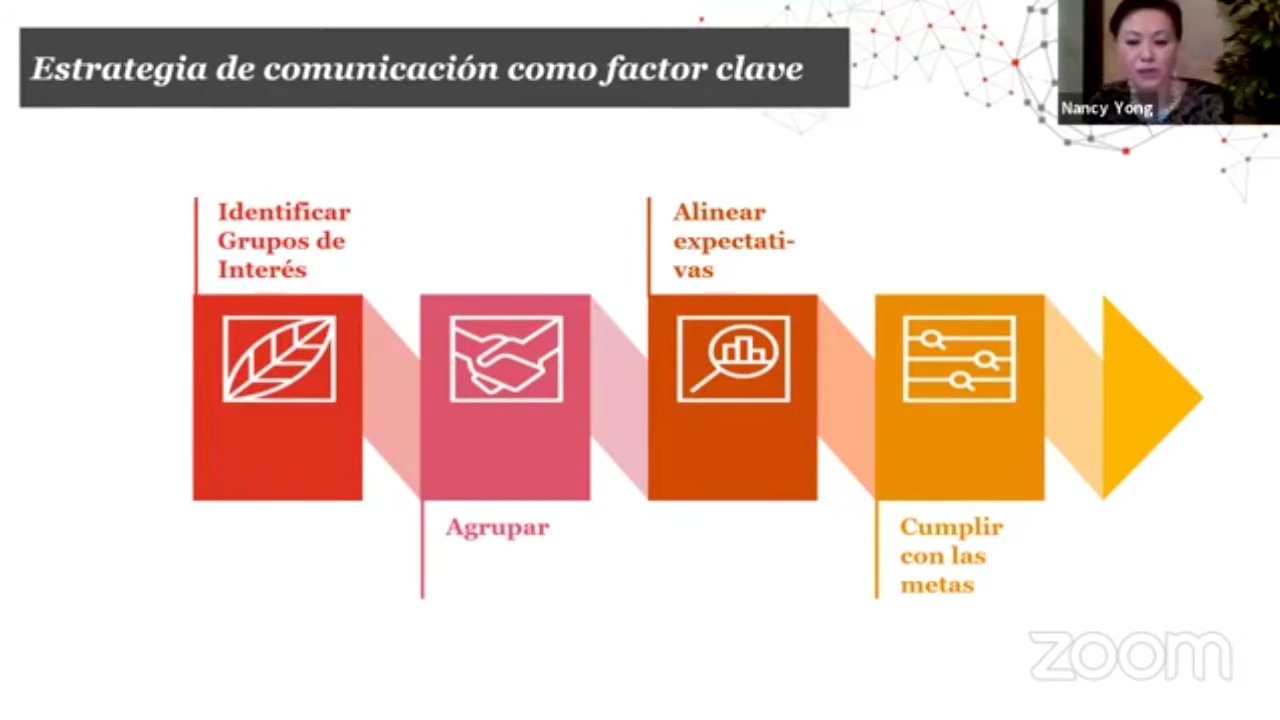 Estrategia de comunicación como factor clave
Nancy Yong
Identificar
Grupos de
Interés
Alinear
expectati-
vas
Agrupar
Cumplir
con las
metas
zoom